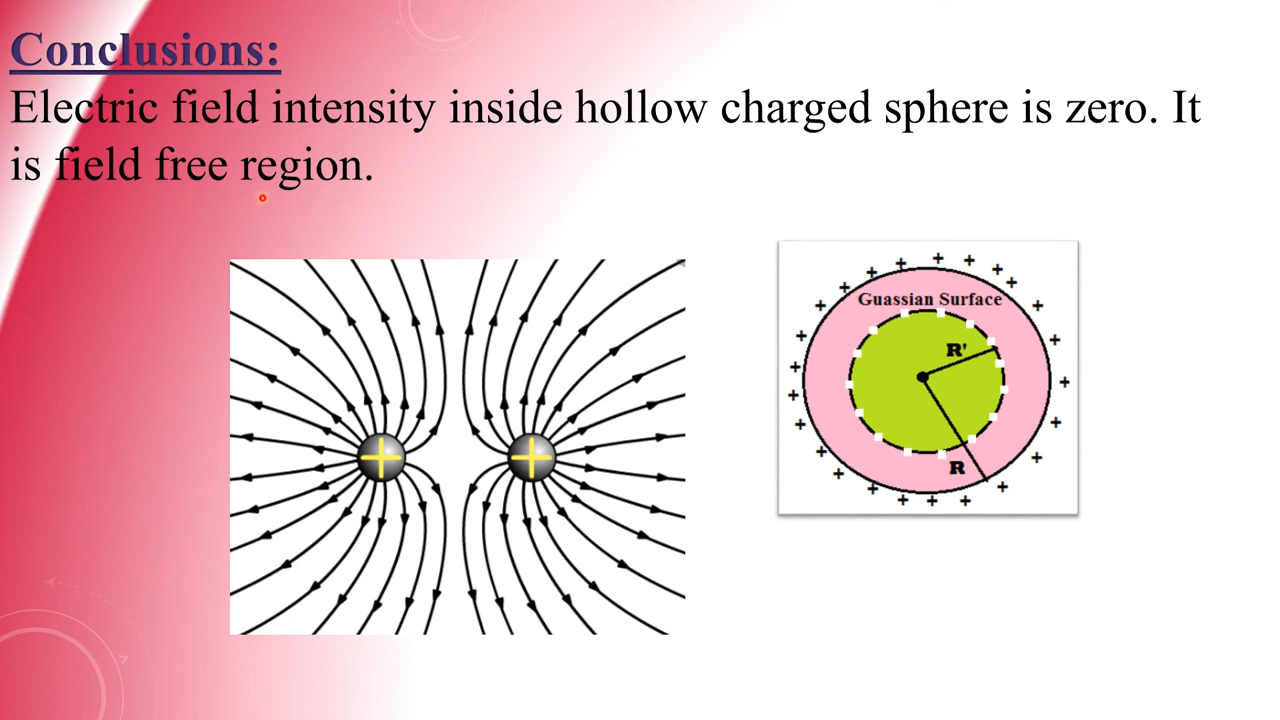 Conclusions:
Electric field intensity inside hollow charged sphere is zero. It
is field free region.
Guassian Surface
R'
R